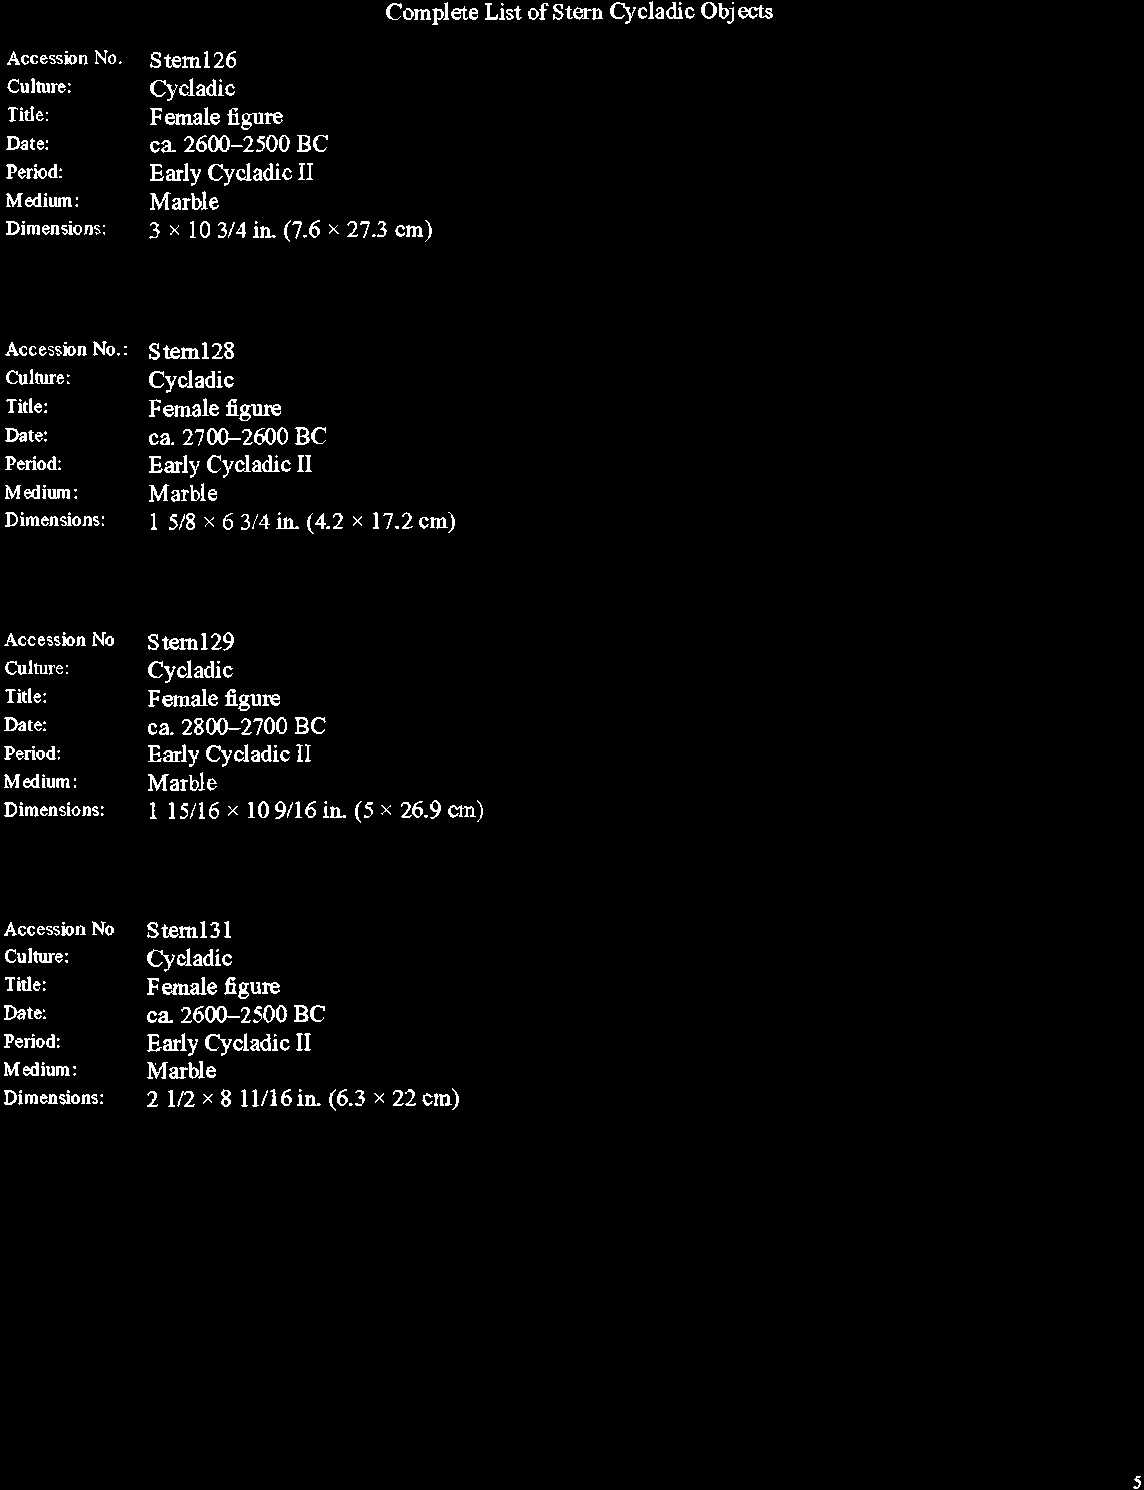 Complete List of Stern Cycladic Objects
Accession No. Stern126
Culture: Cycladic
Title: Female figure
Date: ca. 2600–2500 BC
Period: Early Cycladic II
Medium: Marble
Dimensions: 3 × 10 3/4 in. (7.6 × 27.3 cm)
Accession No.: Stern128
Culture: Cycladic
Title: Female figure
Date: ca. 2700–2600 BC
Period: Early Cycladic II
Medium: Marble
Dimensions: 1 5/8 × 6 3/4 in. (4.2 × 17.2 cm)
Accession No Stern129
Culture: Cycladic
Title: Female figure
Date: ca. 2800–2700 BC
Period: Early Cycladic II
Medium: Marble
Dimensions: 1 15/16 × 10 9/16 in. (5 × 26.9 cm)
Accession No Stern131
Culture: Cycladic
Title: Female figure
Date: ca. 2600–2500 BC
Period: Early Cycladic II
Medium: Marble
Dimensions: 2 1/2 × 8 11/16 in. (6.3 × 22 cm)
5